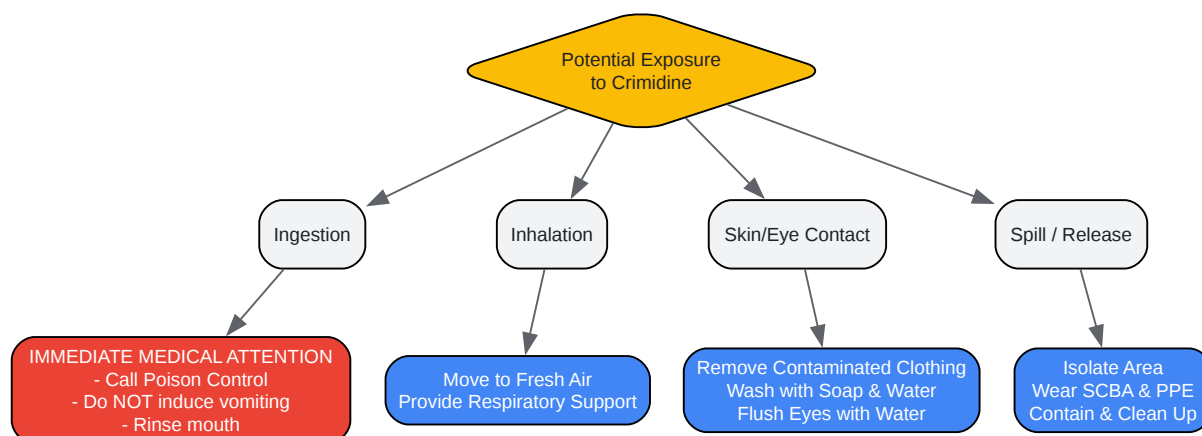 Potential Exposure
to Crimidine
Ingestion
Inhalation
Skin/Eye Contact
Spill / Release
IMMEDIATE MEDICAL ATTENTION
- Call Poison Control
- Do NOT induce vomiting
- Rinse mouth
Move to Fresh Air
Provide Respiratory Support
Remove Contaminated Clothing
Wash with Soap & Water
Flush Eyes with Water
Isolate Area
Wear SCBA & PPE
Contain & Clean Up